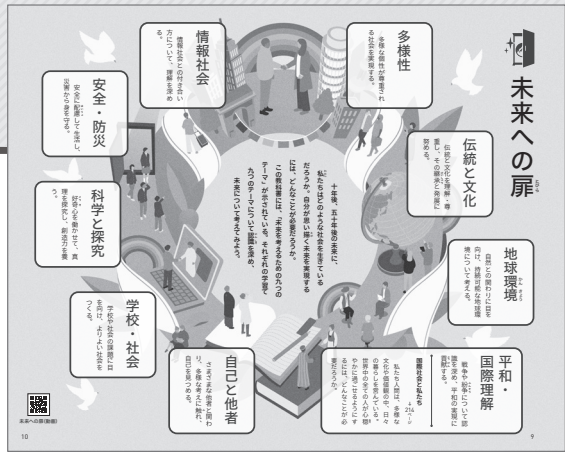 未来への扉
とびら
十年後、五十年後の未来に、
私たちはどのような社会を生きている
だろうか。自分が思い描く未来を実現する
には、どんなことが必要だろうか。
この教科書には、「未来を考えるための九つの
テーマ」が示されている。それぞれの学習で
九つのテーマについて認識を深め、
未来について考えてみよう。
伝統と文化
伝統と文化を理解・尊
重し、その継承と発展に
努める。
地球環境
自然との関わりに目を
向け、持続可能な地球環
境について考える。
平和・
国際理解
戦争や紛争について認
識を深め、平和の実現に
貢献する。
国際社会と私たち
→214ページ
私たち人間は、多様な
文化や価値観の中、日々
の暮らしを営んでいる。
世界中の全ての人が心穏
やかに過ごせるようにす
るには、どんなことが必
要だろうか。
多様性
多様な個性が尊重され
る社会を実現する。
情報社会
情報社会との付き合い
方について、理解を深め
る。
安全・防災
安全に配慮して生活し、
災害から身を守る。
科学と探究
好奇心を働かせて、真
理を探究し、創造力を養
う。
学校・社会
学校や社会の課題に目
を向け、よりよい社会を
つくる。
自己と他者
さまざまな他者と関わ
り、多様な考えに触れ、
自己を見つめる。
未来への扉(動画)
10
9